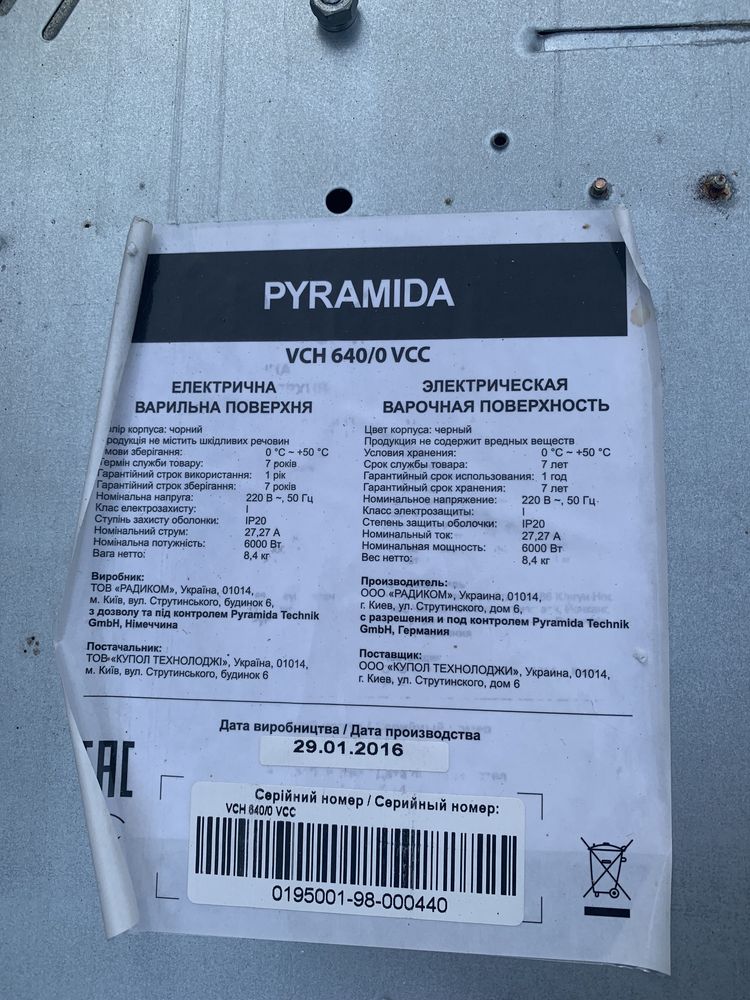 PYRAMIDA
VCH 640/0 VCC
ЕЛЕКТРИЧНА
ВАРИЛЬНА ПОВЕРХНЯ
корпуса: чорний
не містить шкідливих речовин
зберігання: 0 °C ~ +50 °C
Термін служби товару: 7 років
Гарантійний строк використання: 1 рік
Гарантійний строк зберігання: 7 років
Номінальна напруга: 220 В ~, 50 Гц
Клас електрозахисту: I
Ступінь захисту оболонки: IP20
Номінальний струм: 27,27 А
Номінальна потужність: 6000 Вт
Вага нетто: 8,4 кг
Виробник:
ТОВ «РАДИКОМ», Україна, 01014,
м. Київ, вул. Струтинського, будинок 6,
з дозволу та під контролем Pyramida Technik
GmbH, Німеччина
Постачальник:
ТОВ «КУПОЛ ТЕХНОЛОДЖІ», Україна, 01014,
м. Київ, вул. Струтинського, будинок 6
ЭЛЕКТРИЧЕСКАЯ
ВАРОЧНАЯ ПОВЕРХНОСТЬ
Цвет корпуса: черный
Продукция не содержит вредных веществ
Условия хранения: 0 °C ~ +50 °C
Срок службы товара: 7 лет
Гарантийный срок использования: 1 год
Гарантийный срок хранения: 7 лет
Номинальное напряжение: 220 В ~, 50 Гц
Класс электрозащиты: I
Степень защиты оболочки: IP20
Номинальный ток: 27,27 А
Номинальная мощность: 6000 Вт
Вес нетто: 8,4 кг
Производитель:
ООО «РАДИКОМ», Украина, 01014,
г. Киев, ул. Струтинского, дом 6,
с разрешения и под контролем Pyramida Technik
GmbH, Германия
Поставщик:
ООО «КУПОЛ ТЕХНОЛОДЖИ», Украина, 01014,
г. Киев, ул. Струтинского, дом 6
Дата виробництва / Дата производства
29.01.2016
EAC
Серійний номер / Серийный номер:
VCH 640/0 VCC
0195001-98-000440